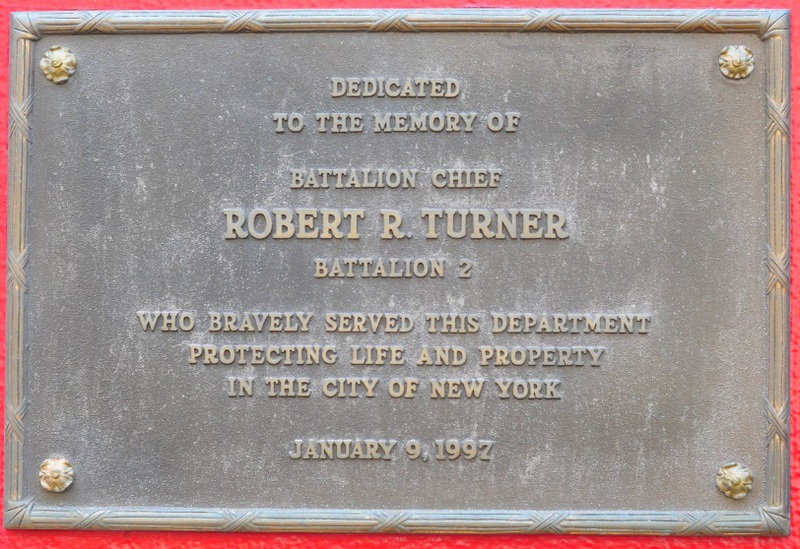 DEDICATED
TO THE MEMORY OF
BATTALION CHIEF
ROBERT R. TURNER
BATTALION 2
WHO BRAVELY SERVED THIS DEPARTMENT
PROTECTING LIFE AND PROPERTY
IN THE CITY OF NEW YORK
JANUARY 9, 1997